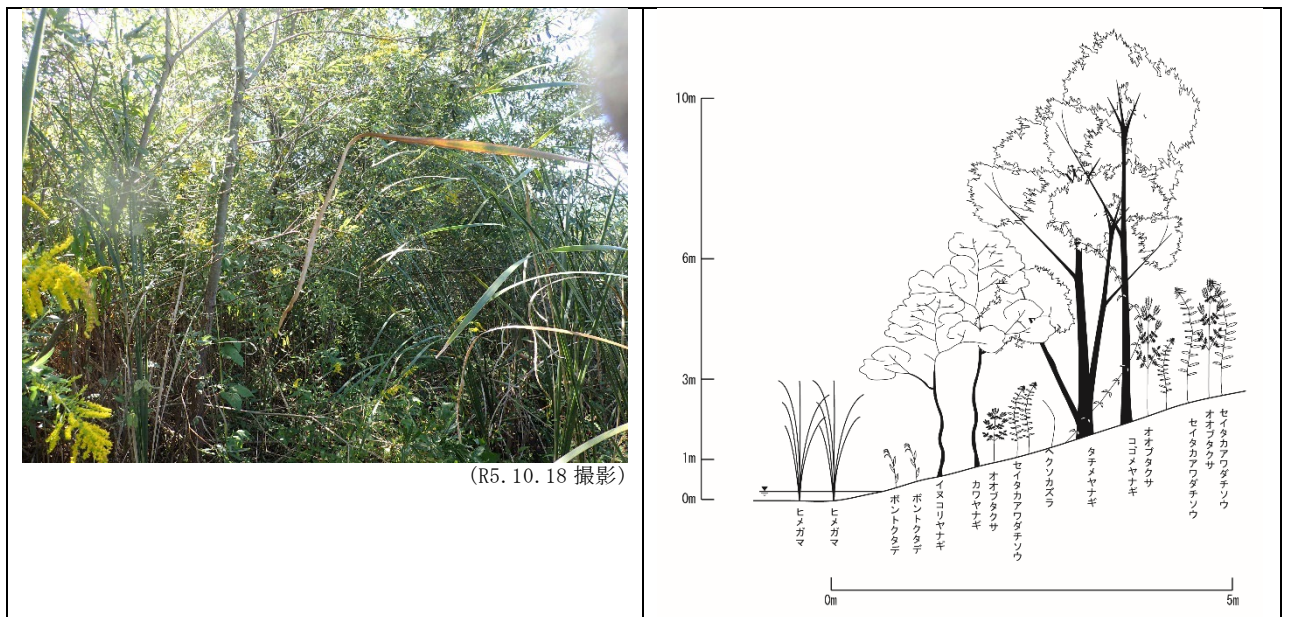 (R5.10.18 撮影)
10m
6m
3m
1m
0m
ヒメガマ
ヒメガマ
ボントクタデ
ボントクタデ
イヌコリヤナギ
カワヤナギ
オオブタクサ
セイタカアワダチソウ
ヘクソカズラ
タチヤナギ
コゴメヤナギ
オオブタクサ
セイタカアワダチソウ
オオブタクサ
セイタカアワダチソウ
0m
5m